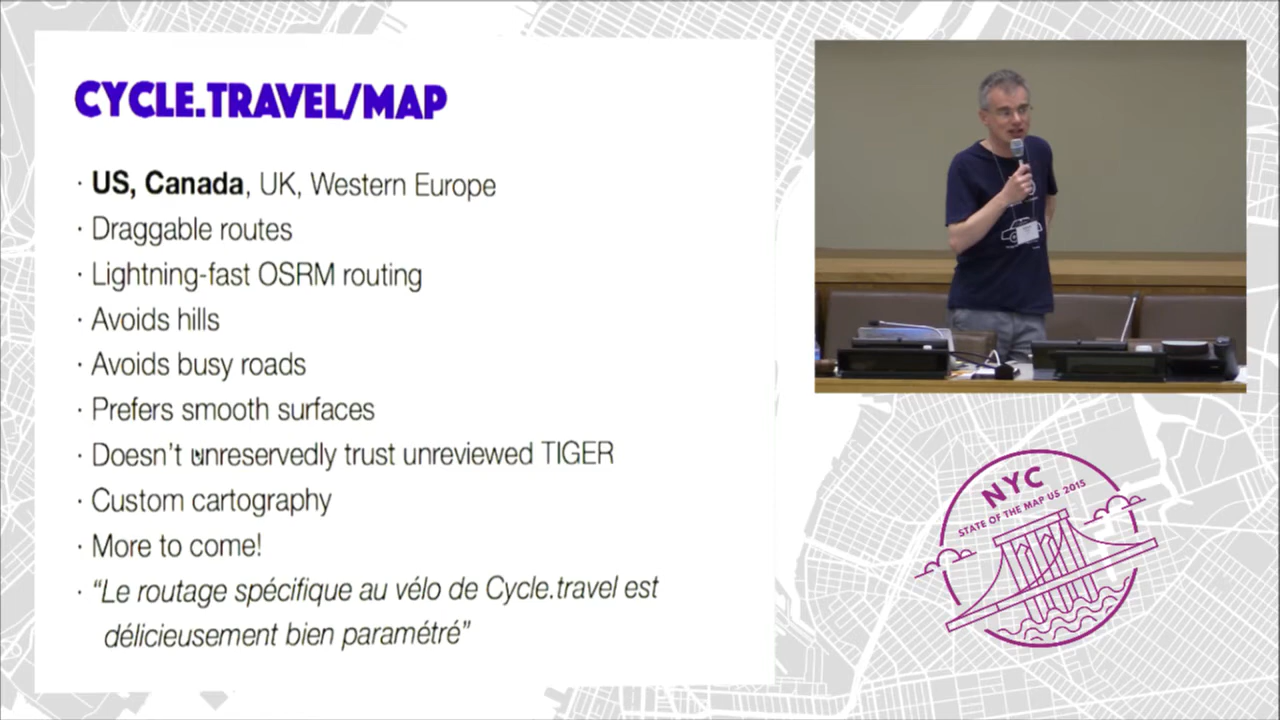 CYCLE.TRAVEL/MAP
· US, Canada, UK, Western Europe
· Draggable routes
· Lightning-fast OSRM routing
· Avoids hills
· Avoids busy roads
· Prefers smooth surfaces
· Doesn't unreservedly trust unreviewed TIGER
· Custom cartography
· More to come!
· “Le routage spécifique au vélo de Cycle.travel est
délicieusement bien paramétré”
NYC
STATE OF THE MAP US 2015